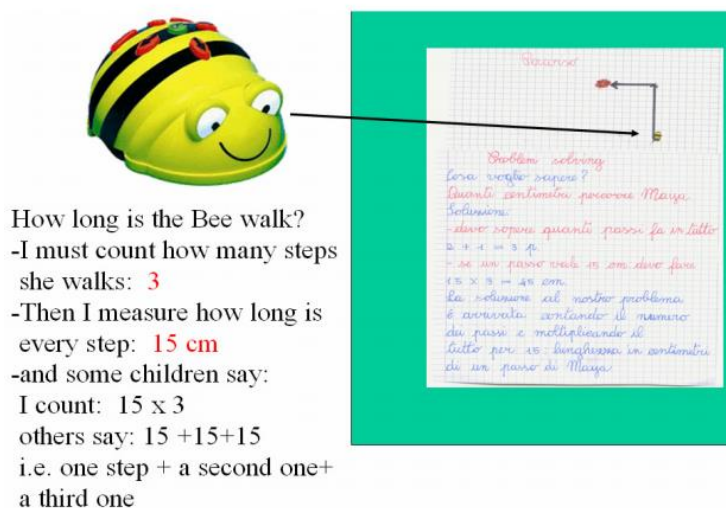 How long is the Bee walk?
-I must count how many steps
she walks: 3
-Then I measure how long is
every step: 15 cm
-and some children say:
I count: 15 x 3
others say: 15 +15+15
i.e. one step + a second one+
a third one
Percorso
Problem solving
Cosa voglio sapere?
Quanti centimetri percorre Maya
Soluzione
- devo sapere quanti passi fa in tutto
2 + 1 = 3 p.
- se un passo vale 15 cm devo fare
15 x 3 = 45 cm.
La soluzione al nostro problema
è arrivata contando il numero
dei passi e moltiplicando il
tutto per 15: lunghezza in centimetri
di un passo di Maya